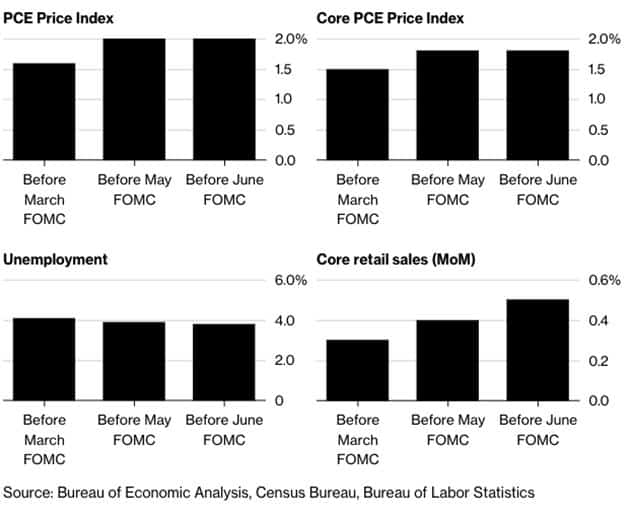 PCE Price Index
2.0%
1.5
1.0
0.5
0.0
Before
March
FOMC
Before May
FOMC
Before June
FOMC
Core PCE Price Index
2.0%
1.5
1.0
0.5
0.0
Before
March
FOMC
Before May
FOMC
Before June
FOMC
Unemployment
6.0%
4.0
2.0
0
Before
March
FOMC
Before May
FOMC
Before June
FOMC
Core retail sales (MoM)
0.6%
0.4
0.2
0.0
Before
March
FOMC
Before May
FOMC
Before June
FOMC
Source: Bureau of Economic Analysis, Census Bureau, Bureau of Labor Statistics